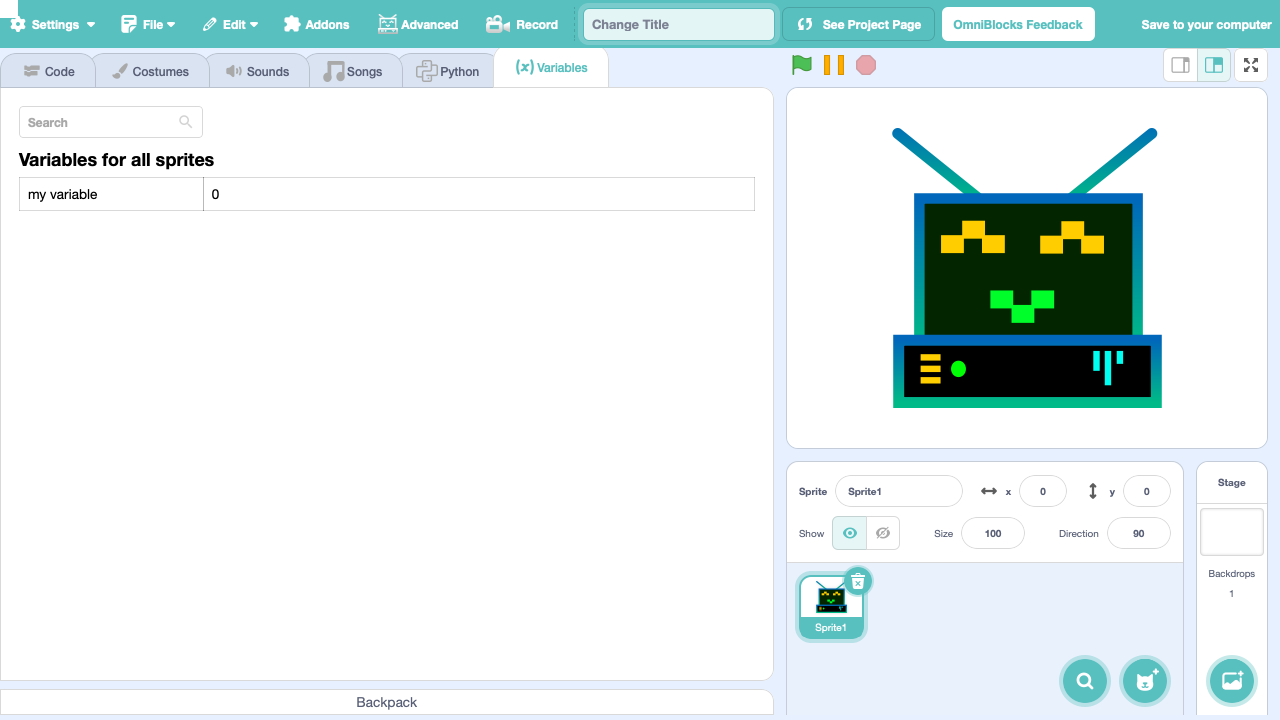 Settings File Edit Addons Advanced Record Change Title See Project Page OmniBlocks Feedback Save to your computer
Code Costumes Sounds Songs Python (x) Variables
Search
Variables for all sprites
my variable 0
Backpack
Sprite Sprite1 x 0 y 0
Show Size 100 Direction 90
Sprite1
Stage
Backdrops
1